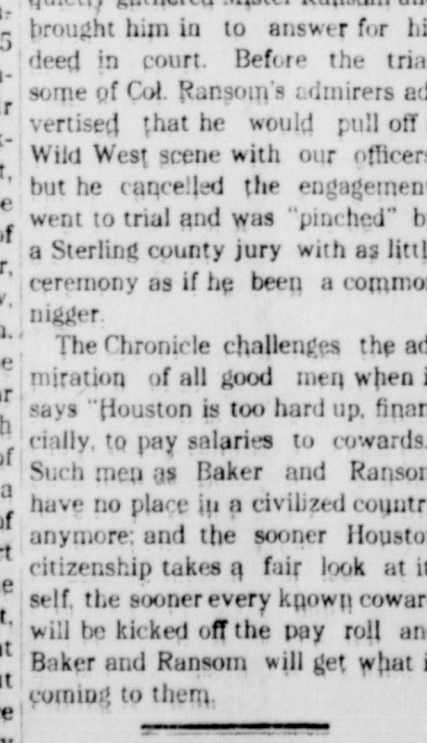 quietly gathered Mister Ransom an
brought him in to answer for hi
deed in court. Before the tria
some of Col. Ransom's admirers ad
vertised that he would pull off
Wild West scene with our officers
but he cancelled the engagemen
went to trial and was "pinched" b
a Sterling county jury with as littl
ceremony as if he been a commo
nigger.
The Chronicle challenges the ad
miration of all good men when i
says "Houston is too hard up, finan
cially, to pay salaries to cowards.
Such men as Baker and Ransom
have no place in a civilized countr
anymore; and the sooner Housto
citizenship takes a fair look at it
self, the sooner every known cowar
will be kicked off the pay roll an
Baker and Ransom will get what i
coming to them.